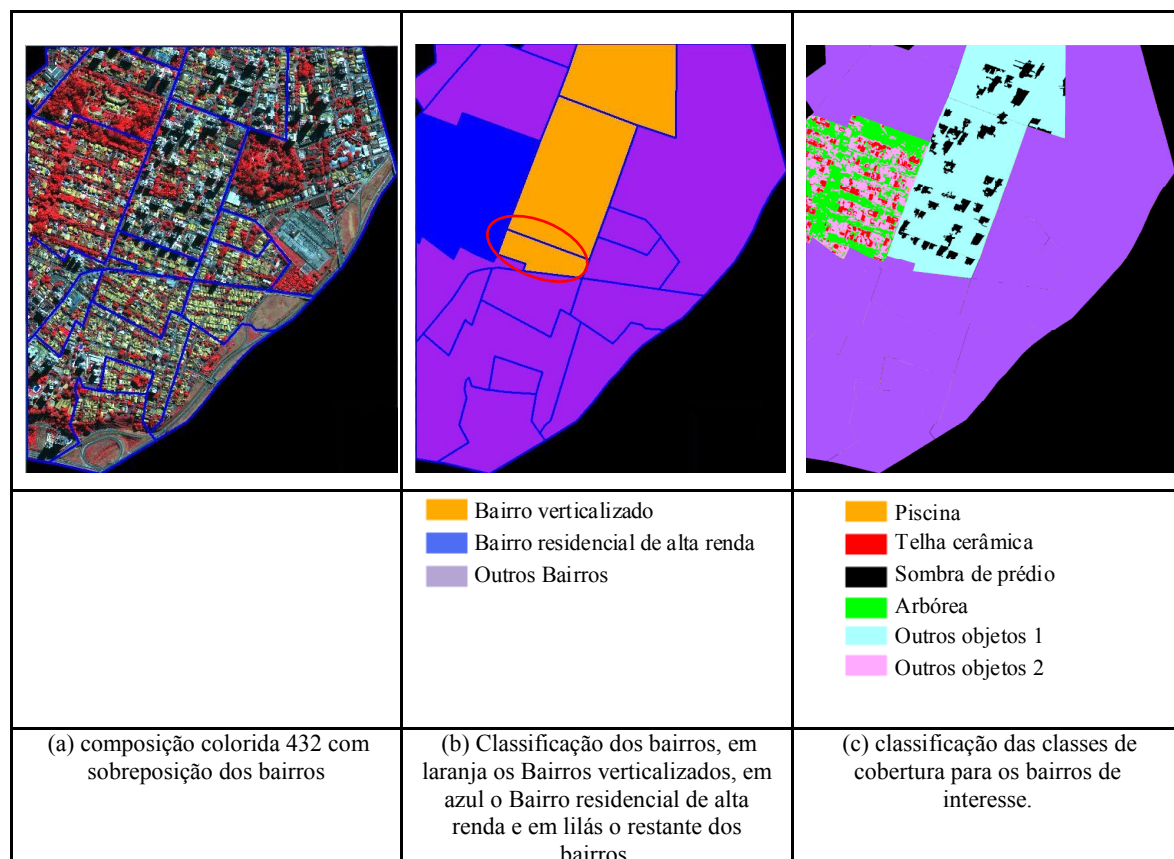 Bairro verticalizado
Bairro residencial de alta renda
Outros Bairros
Piscina
Telha cerâmica
Sombra de prédio
Arbórea
Outros objetos 1
Outros objetos 2
(a) composição colorida 432 com
sobreposição dos bairros
(b) Classificação dos bairros, em
laranja os Bairros verticalizados, em
azul o Bairro residencial de alta
renda e em lilás o restante dos
bairros
(c) classificação das classes de
cobertura para os bairros de
interesse.